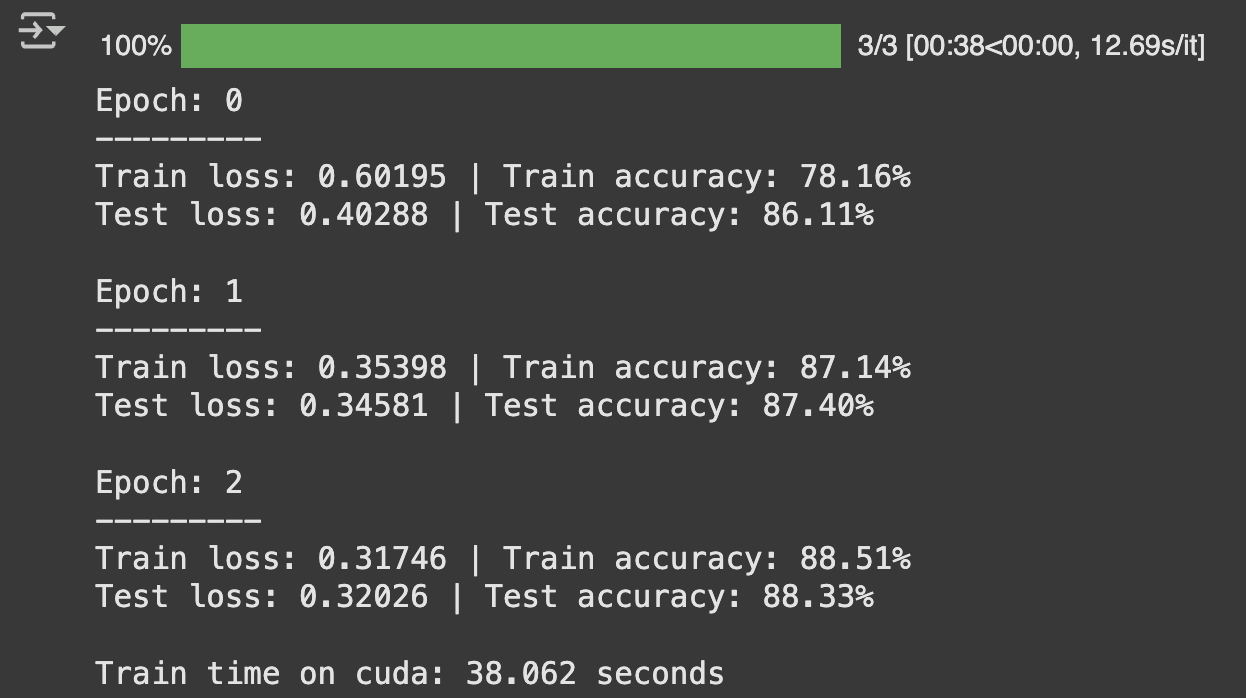 100% 3/3 [00:38<00:00, 12.69s/it]
Epoch: 0
---------
Train loss: 0.60195 | Train accuracy: 78.16%
Test loss: 0.40288 | Test accuracy: 86.11%
Epoch: 1
---------
Train loss: 0.35398 | Train accuracy: 87.14%
Test loss: 0.34581 | Test accuracy: 87.40%
Epoch: 2
---------
Train loss: 0.31746 | Train accuracy: 88.51%
Test loss: 0.32026 | Test accuracy: 88.33%
Train time on cuda: 38.062 seconds